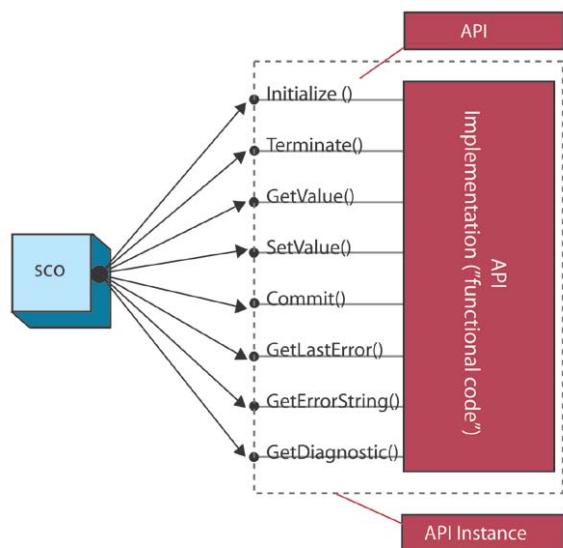 API
Initialize ()
Terminate()
GetValue()
SetValue()
Commit()
GetLastError()
GetErrorString()
GetDiagnostic()
SCO
API
Implementation ("functional code")
API Instance